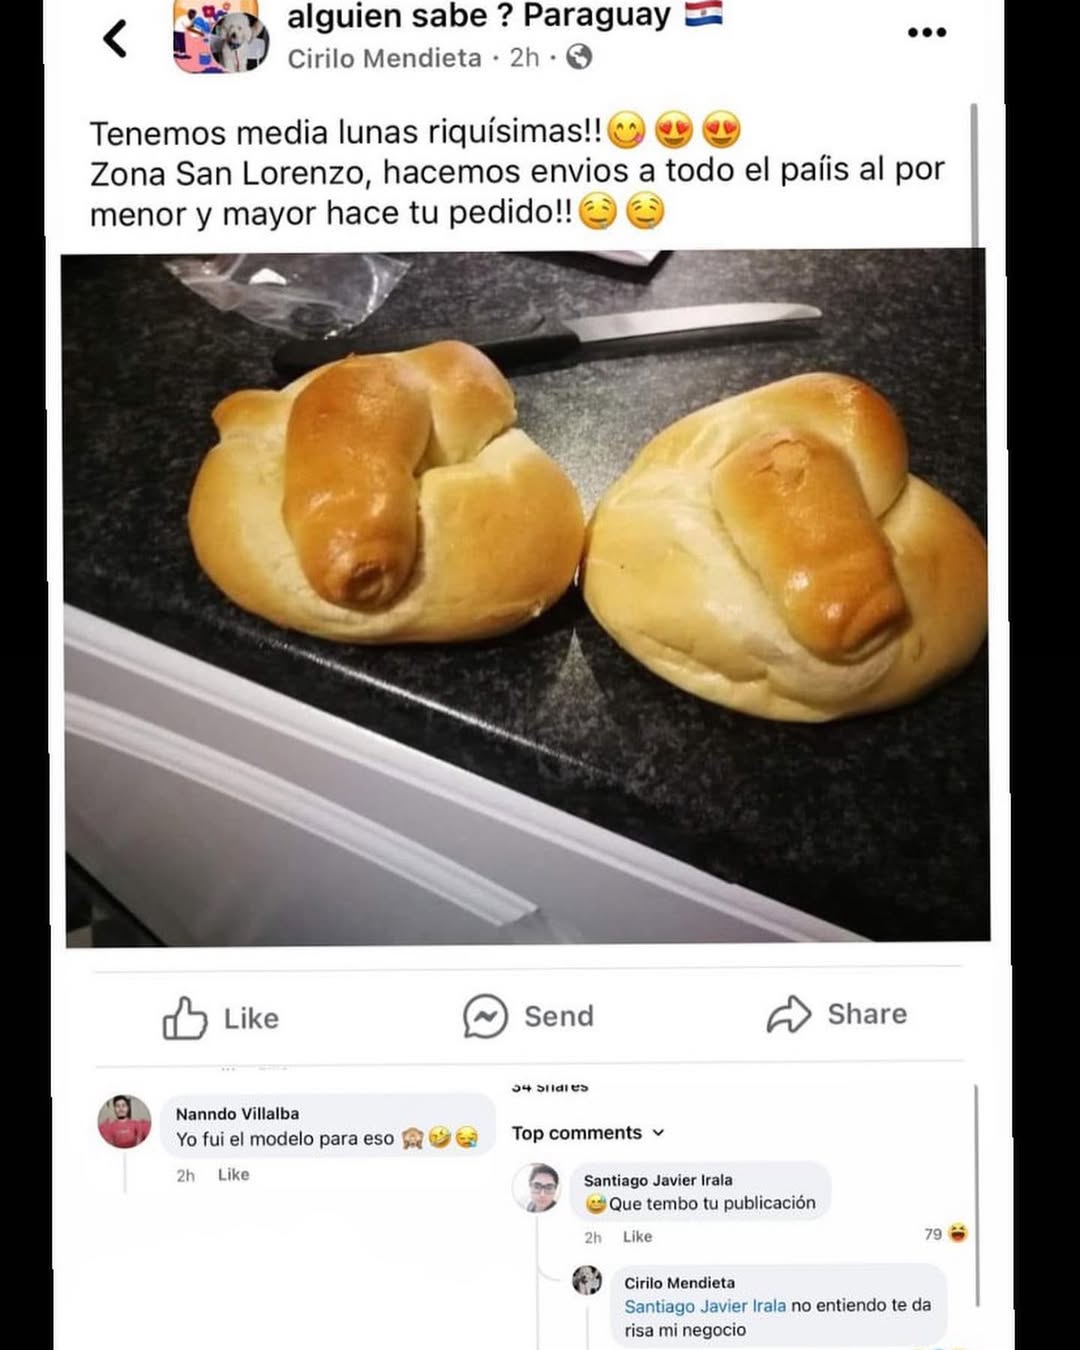 alguien sabe ? Paraguay 🇵🇾
Cirilo Mendieta · 2h ·
Tenemos media lunas riquísimas!!😋😍😍
Zona San Lorenzo, hacemos envios a todo el paíis al por
menor y mayor hace tu pedido!!🤤🤤
Like
Send
Share
Nanndo Villalba
Yo fui el modelo para eso 🙈🤣😪
2h Like
34 shares
Top comments
Santiago Javier Irala
😅Que tembo tu publicación
2h Like
79 😆
Cirilo Mendieta
Santiago Javier Irala no entiendo te da
risa mi negocio